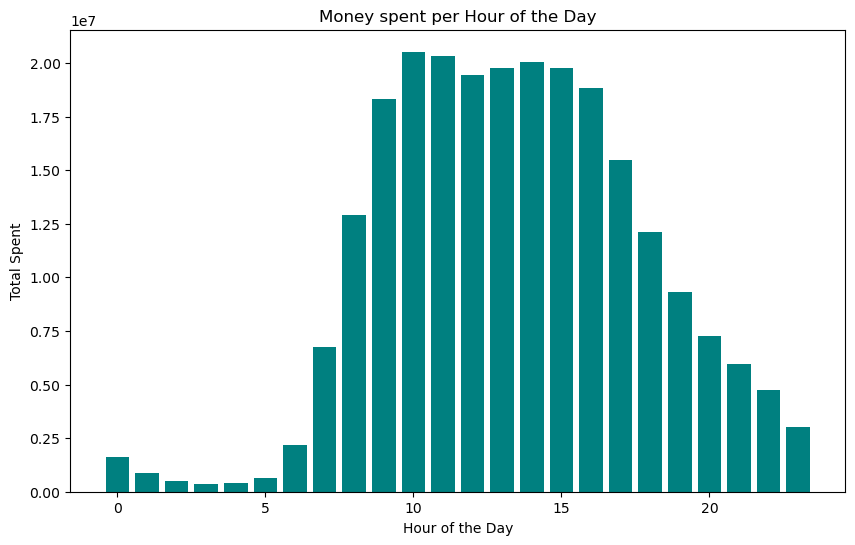 Money spent per Hour of the Day
1e7
2.00
1.75
1.50
1.25
1.00
0.75
0.50
0.25
0.00
Total Spent
0 5 10 15 20
Hour of the Day